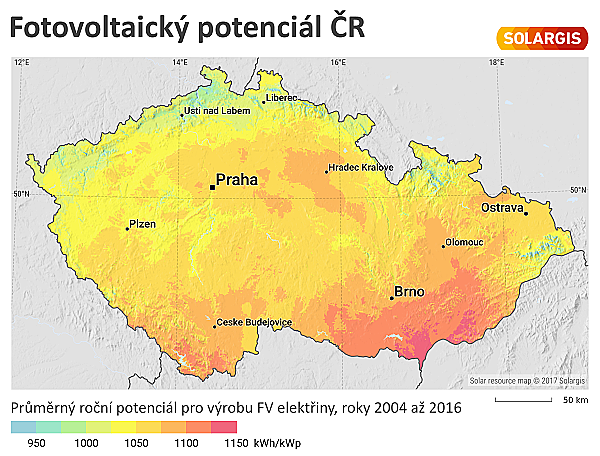 Fotovoltaický potenciál ČR
SOLARGIS
12°E
14°E
16°E
18°E
Liberec
Usti nad Labem
Hradec Kralove
Praha
50°N
50°N
Ostrava
Plzen
Olomouc
Brno
Ceske Budejovice
Solar resource map © 2017 Solargis
Průměrný roční potenciál pro výrobu FV elektřiny, roky 2004 až 2016
50 km
950 1000 1050 1100 1150 kWh/kWp